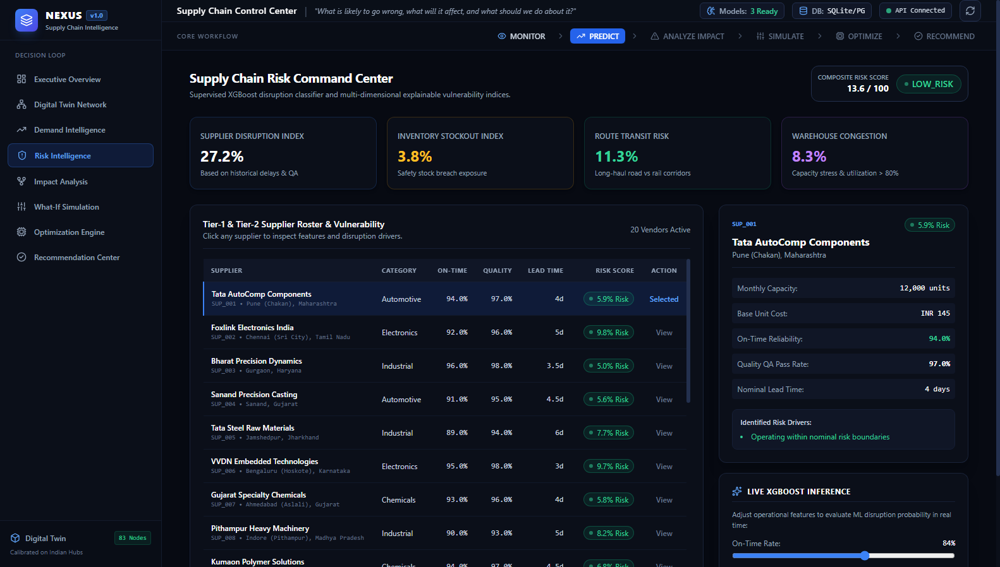 NEXUS v1.0
Supply Chain Intelligence
Supply Chain Control Center
"What is likely to go wrong, what will it affect, and what should we do about it?"
Models: 3 Ready
DB: SQLite/PG
API Connected
CORE WORKFLOW
MONITOR
PREDICT
ANALYZE IMPACT
SIMULATE
OPTIMIZE
RECOMMEND
DECISION LOOP
Executive Overview
Digital Twin Network
Demand Intelligence
Risk Intelligence
Impact Analysis
What-If Simulation
Optimization Engine
Recommendation Center
Digital Twin
83 Nodes
Calibrated on Indian Hubs
Supply Chain Risk Command Center
Supervised XGBoost disruption classifier and multi-dimensional explainable vulnerability indices.
COMPOSITE RISK SCORE
13.6 / 100
LOW_RISK
SUPPLIER DISRUPTION INDEX
27.2%
Based on historical delays & QA
INVENTORY STOCKOUT INDEX
3.8%
Safety stock breach exposure
ROUTE TRANSIT RISK
11.3%
Long-haul road vs rail corridors
WAREHOUSE CONGESTION
8.3%
Capacity stress & utilization > 80%
Tier-1 & Tier-2 Supplier Roster & Vulnerability
Click any supplier to inspect features and disruption drivers.
20 Vendors Active
SUPPLIER CATEGORY ON-TIME QUALITY LEAD TIME RISK SCORE ACTION
Tata AutoComp Components
SUP_001 • Pune (Chakan), Maharashtra
Automotive 94.0% 97.0% 4d 5.9% Risk Selected
Foxlink Electronics India
SUP_002 • Chennai (Sri City), Tamil Nadu
Electronics 92.0% 96.0% 5d 9.8% Risk View
Bharat Precision Dynamics
SUP_003 • Gurgaon, Haryana
Industrial 96.0% 98.0% 3.5d 5.0% Risk View
Sanand Precision Casting
SUP_004 • Sanand, Gujarat
Automotive 91.0% 95.0% 4.5d 5.6% Risk View
Tata Steel Raw Materials
SUP_005 • Jamshedpur, Jharkhand
Industrial 89.0% 94.0% 6d 7.7% Risk View
VVDN Embedded Technologies
SUP_006 • Bengaluru (Hoskote), Karnataka
Electronics 95.0% 98.0% 3d 9.7% Risk View
Gujarat Specialty Chemicals
SUP_007 • Ahmedabad (Aslali), Gujarat
Chemicals 93.0% 96.0% 4d 5.8% Risk View
Pithampur Heavy Machinery
SUP_008 • Indore (Pithampur), Madhya Pradesh
Industrial 90.0% 93.0% 5d 8.2% Risk View
Kumaon Polymer Solutions
Chemicals 94.0% 96.0% 4.5d 6.8% Risk View
SUP_001
5.9% Risk
Tata AutoComp Components
Pune (Chakan), Maharashtra
Monthly Capacity: 12,000 units
Base Unit Cost: INR 145
On-Time Reliability: 94.0%
Quality QA Pass Rate: 97.0%
Nominal Lead Time: 4 days
Identified Risk Drivers:
• Operating within nominal risk boundaries
LIVE XGBOOST INFERENCE
Adjust operational features to evaluate ML disruption probability in real
time:
On-Time Rate: 84%